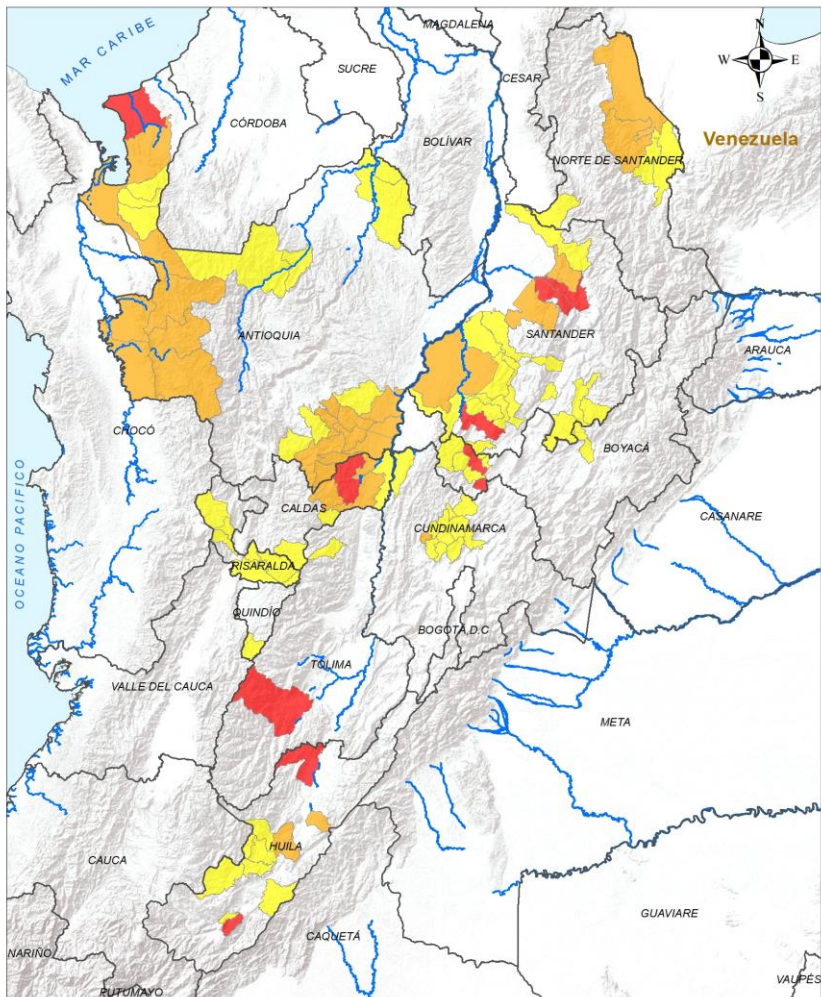 MAGDALENA
MAR CARIBE
N
W E
S
SUCRE
CESAR
CÓRDOBA
BOLÍVAR
Venezuela
NORTE DE SANTANDER
ANTIOQUIA
SANTANDER
ARAUCA
CHOCÓ
BOYACÁ
CALDAS
CUNDINAMARCA
CASANARE
OCEANO PACIFICO
RISARALDA
QUINDÍO
BOGOTÁ D.C
TOLIMA
VALLE DEL CAUCA
META
HUILA
CAUCA
GUAVIARE
CAQUETÁ
NARIÑO
PUTUMAYO
VAUPÉS